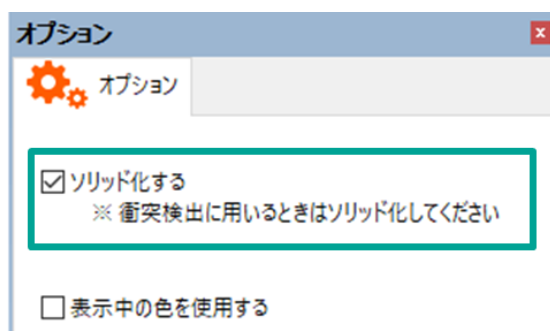 オプション
オプション
ソリッド化する
※ 衝突検出に用いるときはソリッド化してください
表示中の色を使用する